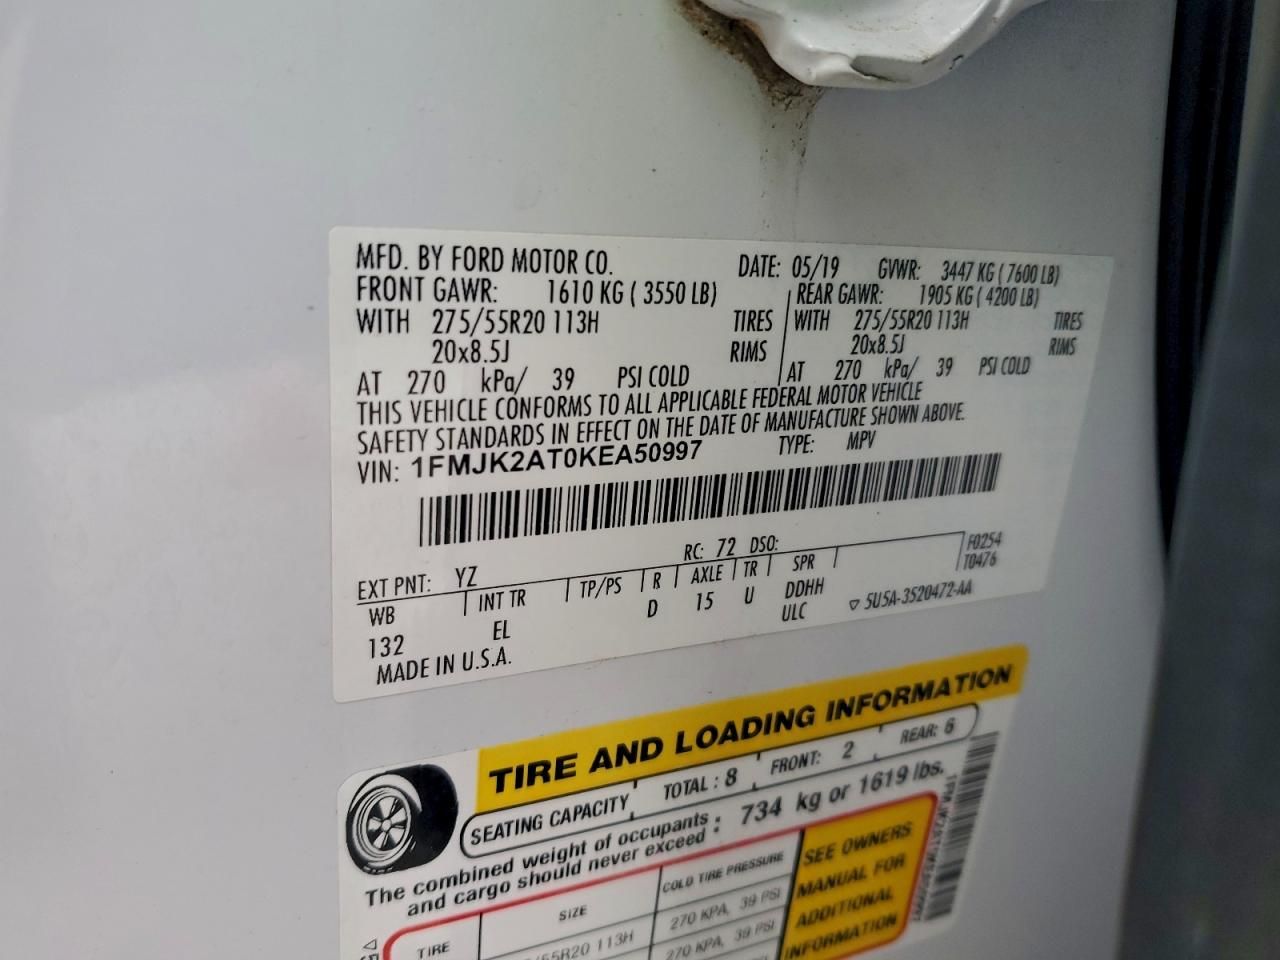 MFD. BY FORD MOTOR CO. DATE: 05/19 GVWR: 3447 KG ( 7600 LB)
FRONT GAWR: 1610 KG ( 3550 LB) REAR GAWR: 1905 KG ( 4200 LB)
WITH 275/55R20 113H TIRES WITH 275/55R20 113H TIRES
20x8.5J RIMS 20x8.5J RIMS
AT 270 kPa/ 39 PSI COLD AT 270 kPa/ 39 PSI COLD
THIS VEHICLE CONFORMS TO ALL APPLICABLE FEDERAL MOTOR VEHICLE
SAFETY STANDARDS IN EFFECT ON THE DATE OF MANUFACTURE SHOWN ABOVE.
VIN: 1FMJK2AT0KEA50997 TYPE: MPV
EXT PNT: YZ RC: 72 DSO: F0254
WB INT TR TP/PS R AXLE TR SPR T0476
132 EL D 15 U DDHH
ULC ▽ 5U5A-3520472-AA
MADE IN U.S.A.
TIRE AND LOADING INFORMATION
SEATING CAPACITY TOTAL : 8 FRONT: 2 REAR: 6
The combined weight of occupants and cargo should never exceed : 734 kg or 1619 lbs.
TIRE SIZE COLD TIRE PRESSURE
/55R20 113H 270 KPA, 39 PSI
270 KPA, 39 PSI
SEE OWNERS
MANUAL FOR
ADDITIONAL
INFORMATION